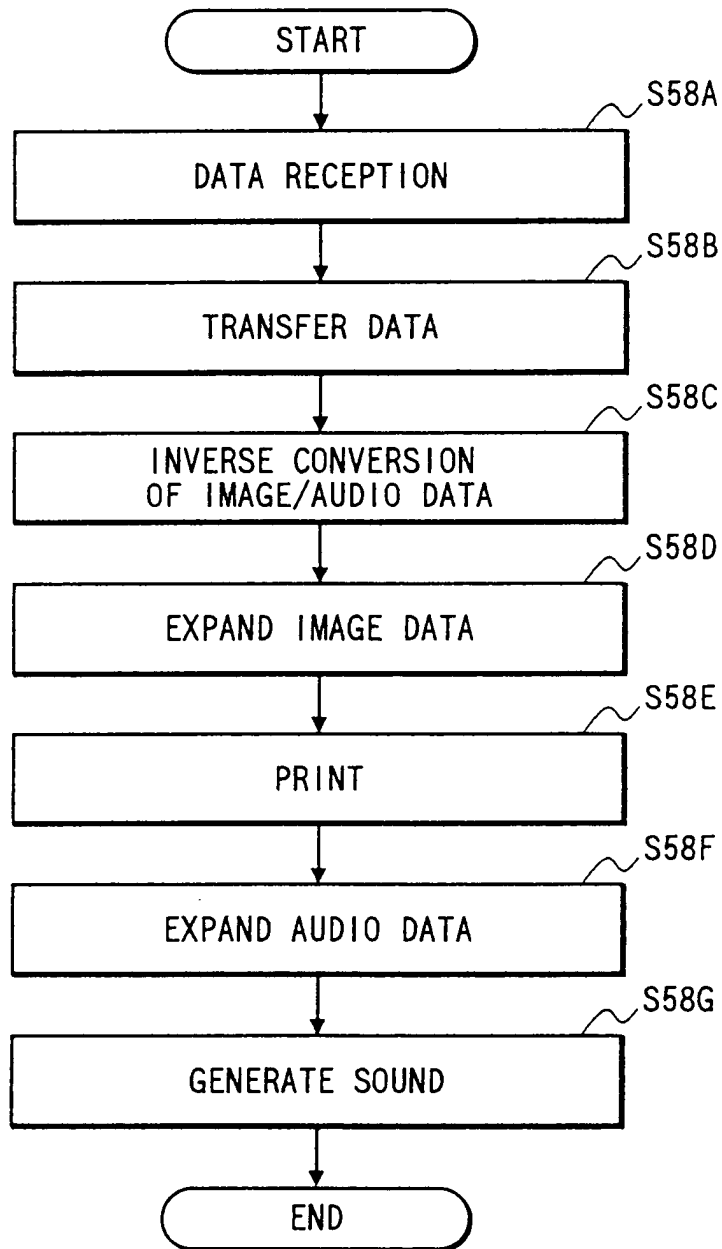 START
S58A
DATA RECEPTION
S58B
TRANSFER DATA
S58C
INVERSE CONVERSION
OF IMAGE/AUDIO DATA
S58D
EXPAND IMAGE DATA
S58E
PRINT
S58F
EXPAND AUDIO DATA
S58G
GENERATE SOUND
END